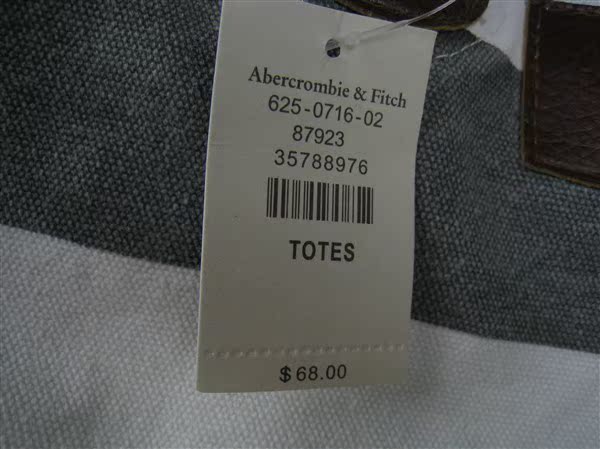 Abercrombie & Fitch
625-0716-02
87923
35788976
TOTES
$68.00